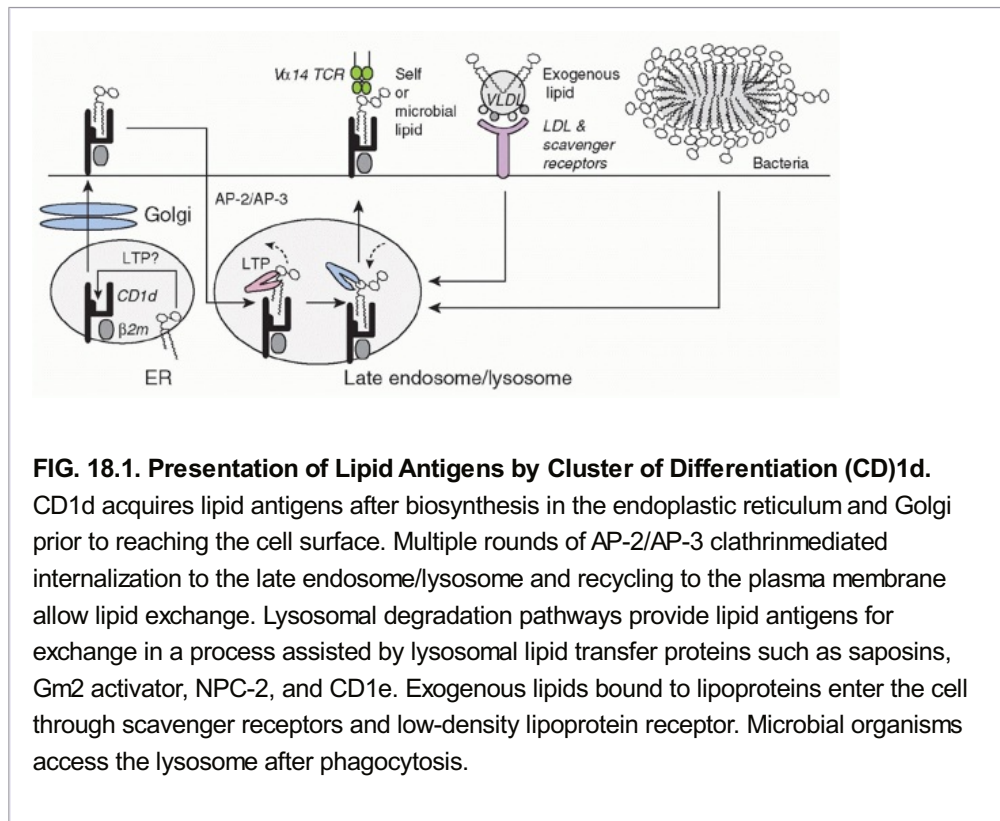 Vα14 TCR
Self
or
microbial
lipid
VLDL
Exogenous
lipid
LDL &
scavenger
receptors
Bacteria
AP-2/AP-3
Golgi
LTP?
CD1d
β2m
ER
LTP
Late endosome/lysosome
FIG. 18.1. Presentation of Lipid Antigens by Cluster of Differentiation (CD)1d.
CD1d acquires lipid antigens after biosynthesis in the endoplastic reticulum and Golgi
prior to reaching the cell surface. Multiple rounds of AP-2/AP-3 clathrinmediated
internalization to the late endosome/lysosome and recycling to the plasma membrane
allow lipid exchange. Lysosomal degradation pathways provide lipid antigens for
exchange in a process assisted by lysosomal lipid transfer proteins such as saposins,
Gm2 activator, NPC-2, and CD1e. Exogenous lipids bound to lipoproteins enter the cell
through scavenger receptors and low-density lipoprotein receptor. Microbial organisms
access the lysosome after phagocytosis.